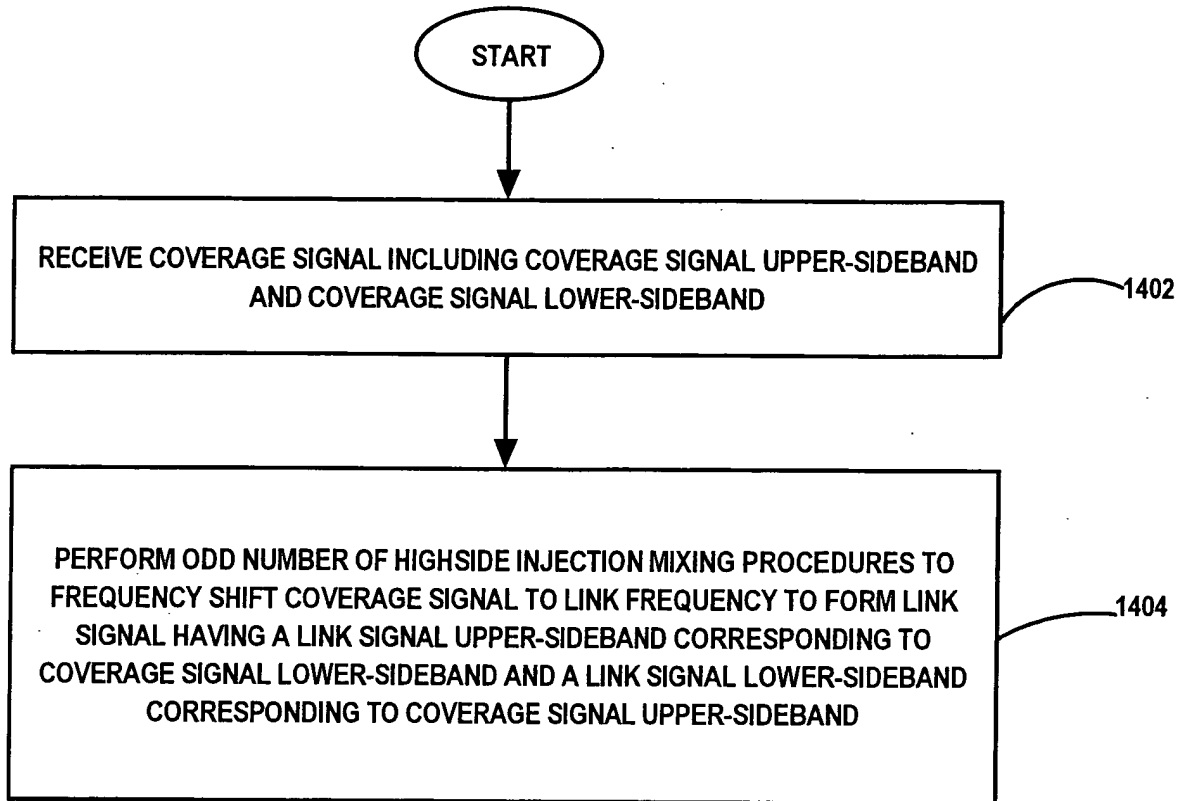 START
RECEIVE COVERAGE SIGNAL INCLUDING COVERAGE SIGNAL UPPER-SIDEBAND
AND COVERAGE SIGNAL LOWER-SIDEBAND
1402
PERFORM ODD NUMBER OF HIGHSIDE INJECTION MIXING PROCEDURES TO
FREQUENCY SHIFT COVERAGE SIGNAL TO LINK FREQUENCY TO FORM LINK
SIGNAL HAVING A LINK SIGNAL UPPER-SIDEBAND CORRESPONDING TO
COVERAGE SIGNAL LOWER-SIDEBAND AND A LINK SIGNAL LOWER-SIDEBAND
CORRESPONDING TO COVERAGE SIGNAL UPPER-SIDEBAND
1404